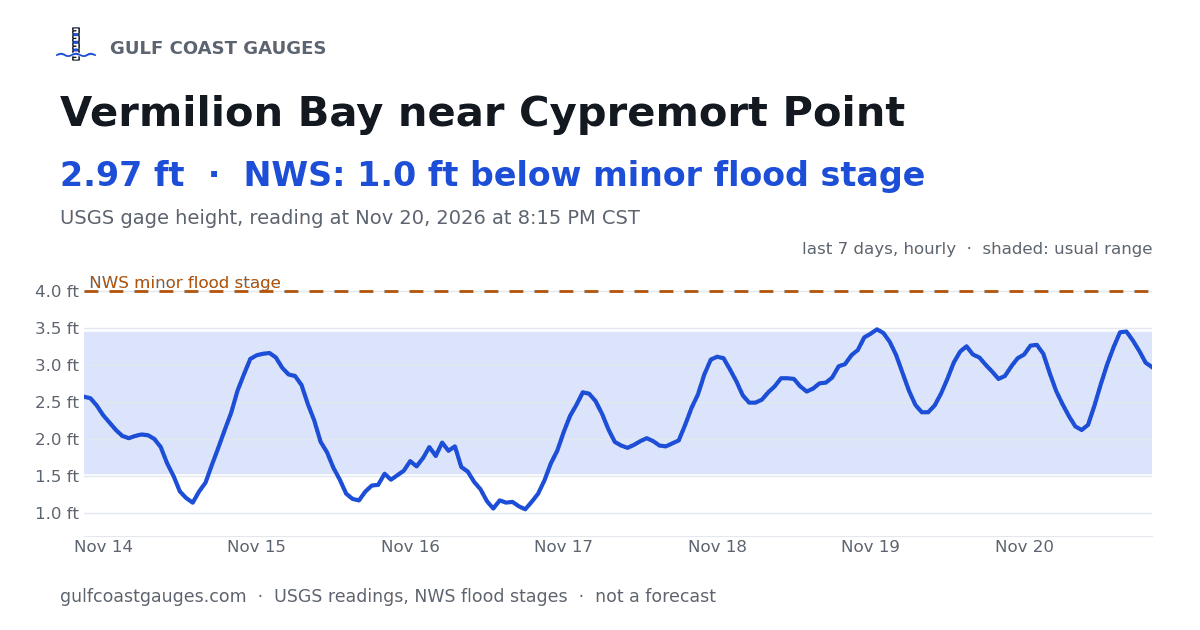 GULF COAST GAUGES
Vermilion Bay near Cypremort Point
2.97 ft · NWS: 1.0 ft below minor flood stage
USGS gage height, reading at Nov 20, 2026 at 8:15 PM CST
last 7 days, hourly · shaded: usual range
NWS minor flood stage
4.0 ft
3.5 ft
3.0 ft
2.5 ft
2.0 ft
1.5 ft
1.0 ft
Nov 14 Nov 15 Nov 16 Nov 17 Nov 18 Nov 19 Nov 20
gulfcoastgauges.com · USGS readings, NWS flood stages · not a forecast